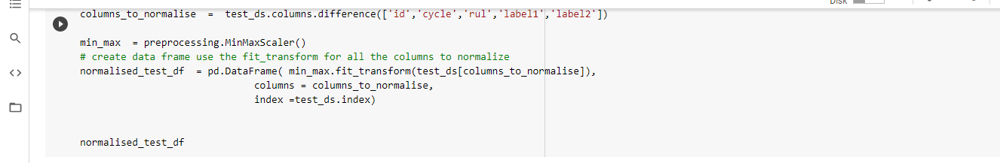 Disk
columns_to_normalise  =  test_ds.columns.difference(['id','cycle','rul','label1','label2'])
min_max  = preprocessing.MinMaxScaler()
# create data frame use the fit_transform for all the columns to normalize
normalised_test_df  = pd.DataFrame( min_max.fit_transform(test_ds[columns_to_normalise]),
columns = columns_to_normalise,
index =test_ds.index)
normalised_test_df